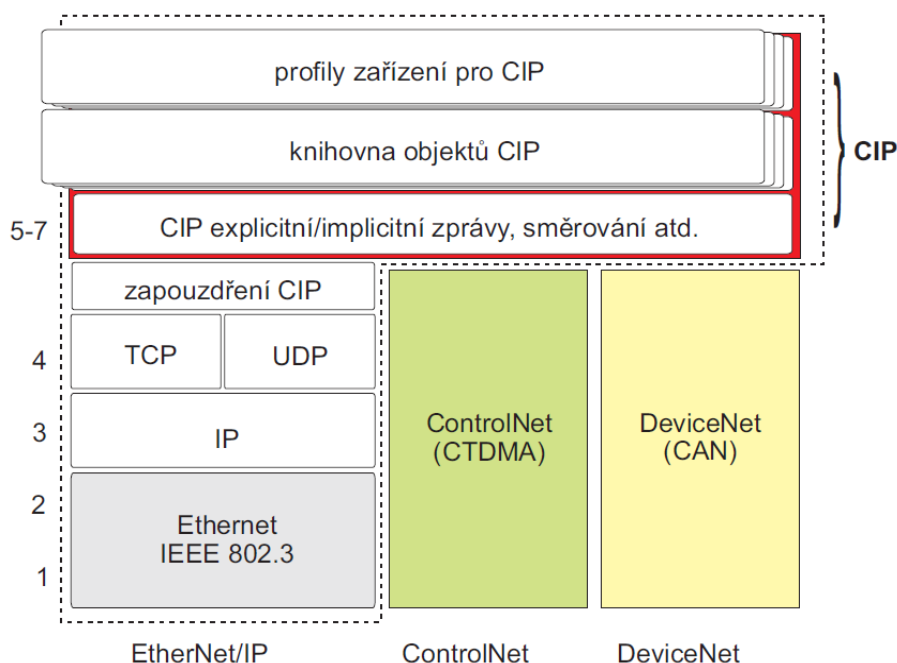 profily zařízení pro CIP
knihovna objektů CIP
CIP
5-7
CIP explicitní/implicitní zprávy, směrování atd.
zapouzdření CIP
4
TCP
UDP
3
IP
ControlNet
(CTDMA)
DeviceNet
(CAN)
2
Ethernet
IEEE 802.3
1
EtherNet/IP
ControlNet
DeviceNet